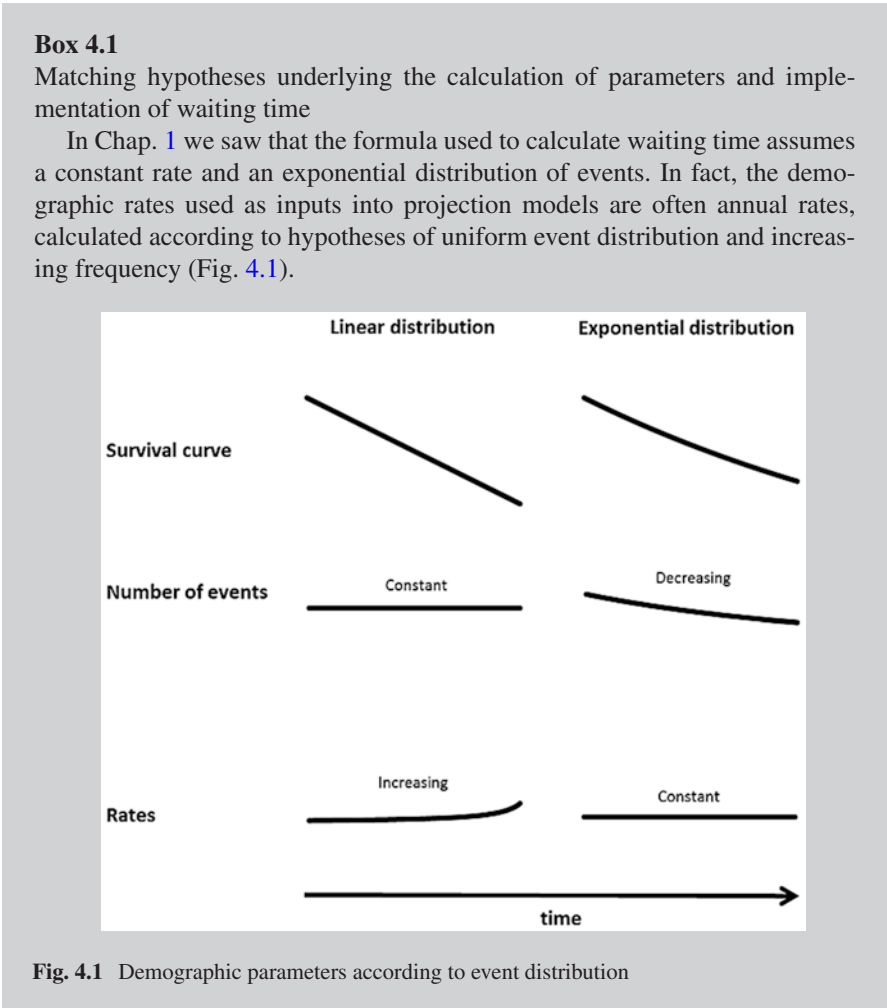 Box 4.1
Matching hypotheses underlying the calculation of parameters and imple-
mentation of waiting time
In Chap. 1 we saw that the formula used to calculate waiting time assumes
a constant rate and an exponential distribution of events. In fact, the demo-
graphic rates used as inputs into projection models are often annual rates,
calculated according to hypotheses of uniform event distribution and increas-
ing frequency (Fig. 4.1).
Linear distribution
Exponential distribution
Survival curve
Number of events
Constant
Decreasing
Rates
Increasing
Constant
time
Fig. 4.1 Demographic parameters according to event distribution